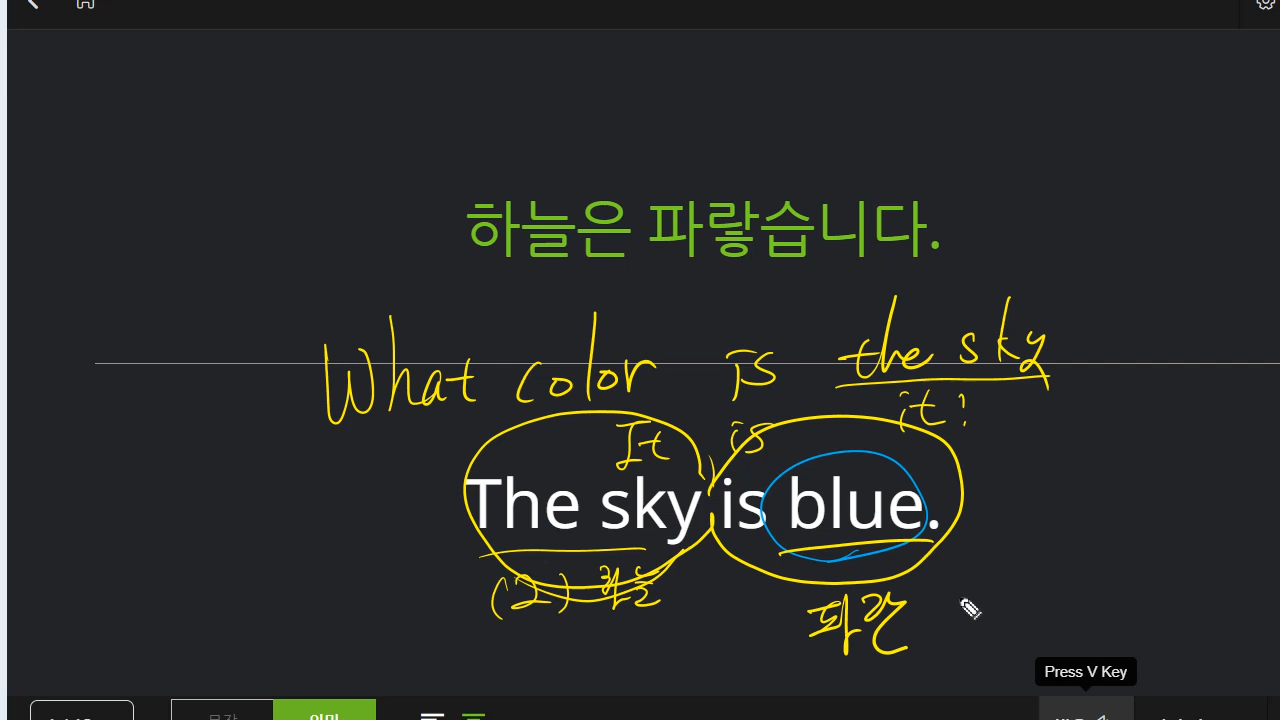 하늘은 파랗습니다.
What color is the sky
it?
It is
The sky is blue.
(그) 하늘
파란
Press V Key